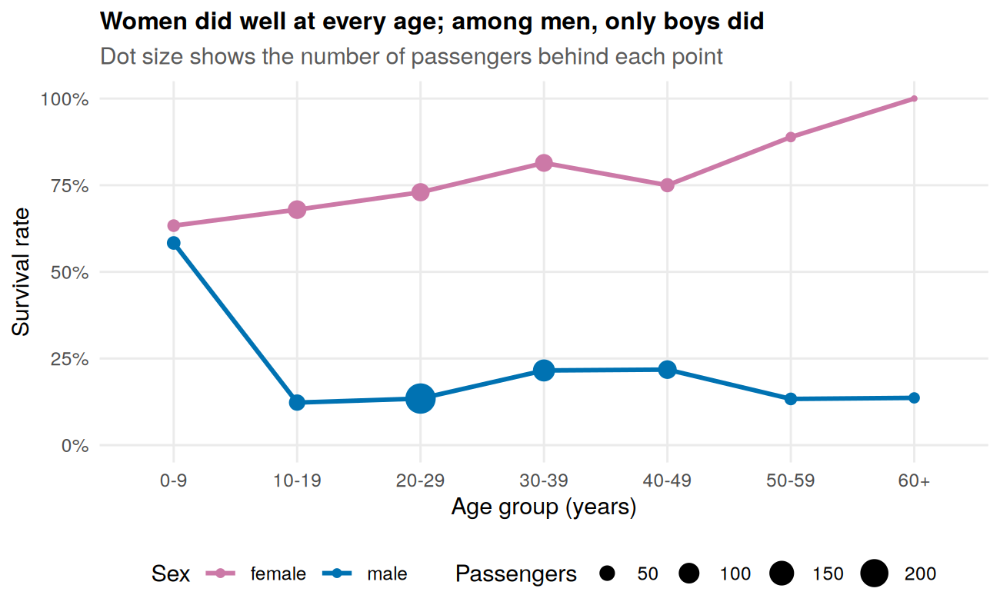 Women did well at every age; among men, only boys did
Dot size shows the number of passengers behind each point
100%
75%
50%
25%
0%
Survival rate
0-9 10-19 20-29 30-39 40-49 50-59 60+
Age group (years)
Sex female male Passengers 50 100 150 200